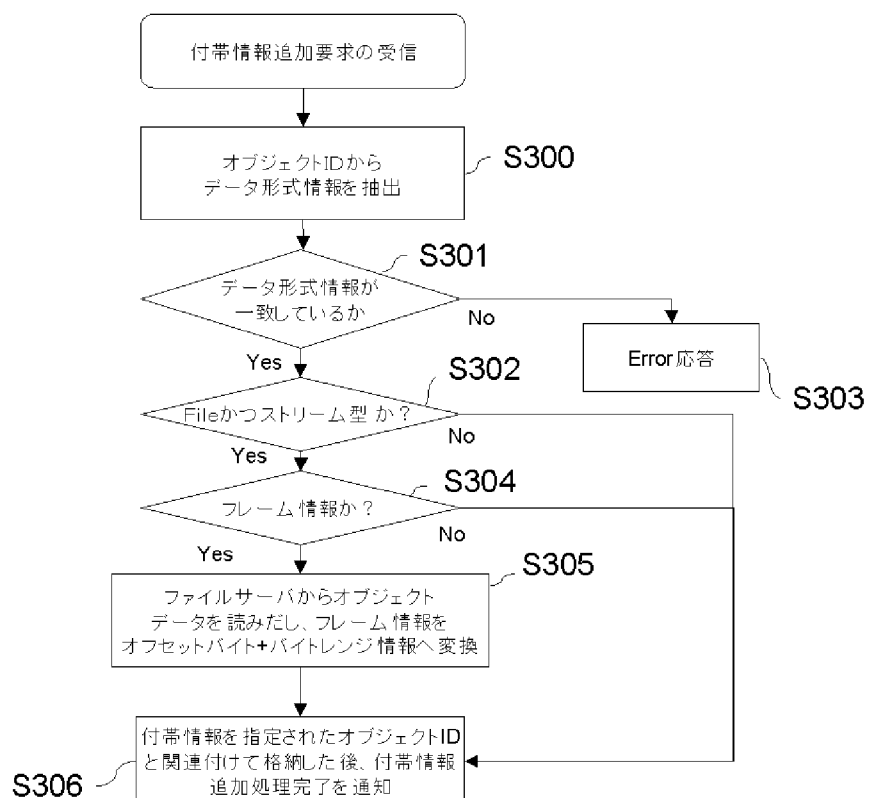 付帯情報追加要求の受信
オブジェクトIDから
データ形式情報を抽出
S300
S301
データ形式情報が
一致しているか
No
Yes
Error応答
S303
S302
Fileかつストリーム型か?
No
Yes
S304
フレーム情報か?
No
Yes
S305
ファイルサーバからオブジェクト
データを読みだし、フレーム情報を
オフセットバイト+バイトレンジ情報へ変換
付帯情報を指定されたオブジェクトID
と関連付けて格納した後、付帯情報
追加処理完了を通知
S306